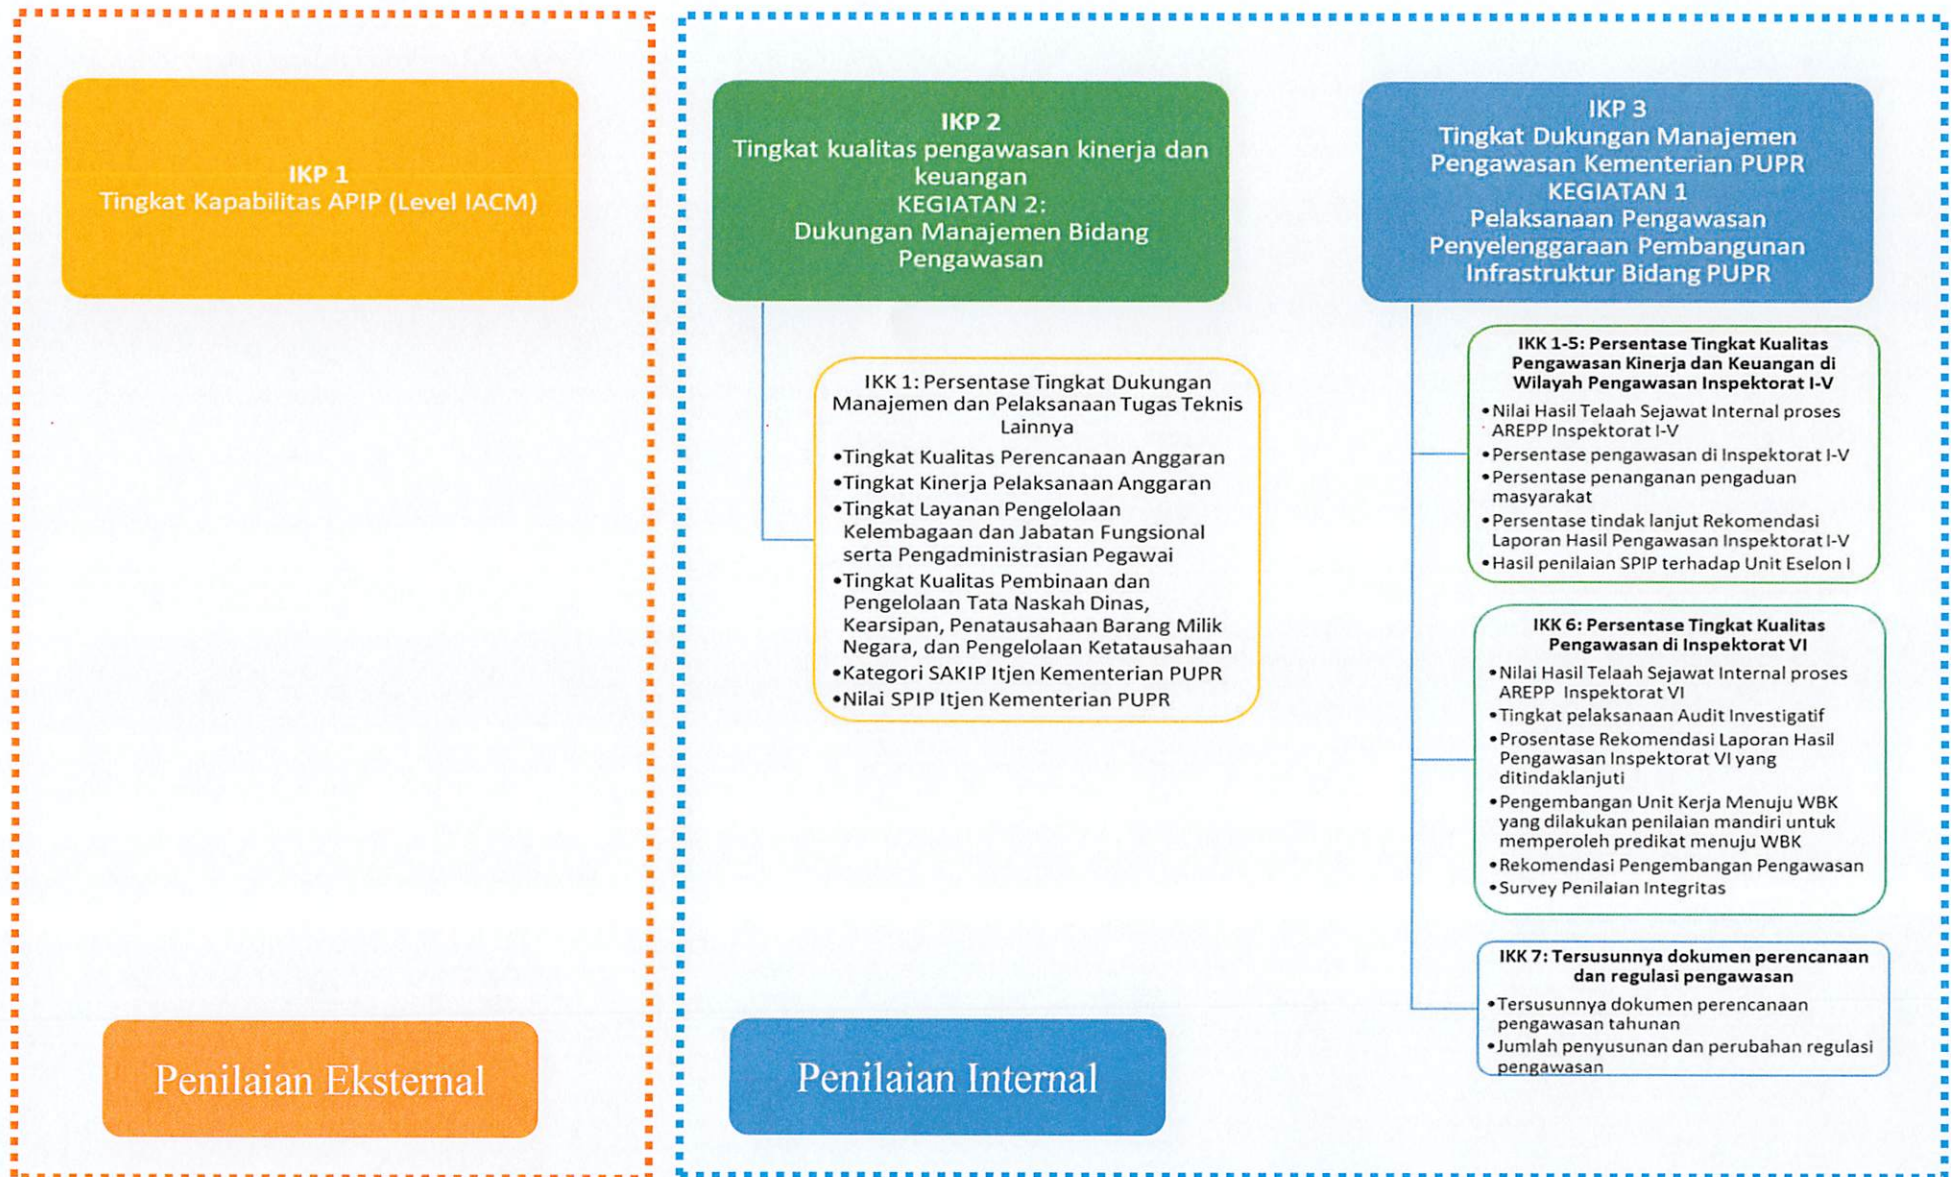 IKP 1
Tingkat Kapabilitas APIP (Level IACM)
Penilaian Eksternal
IKP 2
Tingkat kualitas pengawasan kinerja dan
keuangan
KEGIATAN 2:
Dukungan Manajemen Bidang
Pengawasan
IKK 1: Persentase Tingkat Dukungan
Manajemen dan Pelaksanaan Tugas Teknis
Lainnya
•Tingkat Kualitas Perencanaan Anggaran
•Tingkat Kinerja Pelaksanaan Anggaran
•Tingkat Layanan Pengelolaan
Kelembagaan dan Jabatan Fungsional
serta Pengadministrasian Pegawai
•Tingkat Kualitas Pembinaan dan
Pengelolaan Tata Naskah Dinas,
Kearsipan, Penatausahaan Barang Milik
Negara, dan Pengelolaan Ketatausahaan
•Kategori SAKIP Itjen Kementerian PUPR
•Nilai SPIP Itjen Kementerian PUPR
Penilaian Internal
IKP 3
Tingkat Dukungan Manajemen
Pengawasan Kementerian PUPR
KEGIATAN 1
Pelaksanaan Pengawasan
Penyelenggaraan Pembangunan
Infrastruktur Bidang PUPR
IKK 1-5: Persentase Tingkat Kualitas
Pengawasan Kinerja dan Keuangan di
Wilayah Pengawasan Inspektorat I-V
•Nilai Hasil Telaah Sejawat Internal proses
AREPP Inspektorat I-V
•Persentase pengawasan di Inspektorat I-V
•Persentase penanganan pengaduan
masyarakat
•Persentase tindak lanjut Rekomendasi
Laporan Hasil Pengawasan Inspektorat I-V
•Hasil penilaian SPIP terhadap Unit Eselon I
IKK 6: Persentase Tingkat Kualitas
Pengawasan di Inspektorat VI
•Nilai Hasil Telaah Sejawat Internal proses
AREPP Inspektorat VI
•Tingkat pelaksanaan Audit Investigatif
•Prosentase Rekomendasi Laporan Hasil
Pengawasan Inspektorat VI yang
ditindaklanjuti
•Pengembangan Unit Kerja Menuju WBK
yang dilakukan penilaian mandiri untuk
memperoleh predikat menuju WBK
•Rekomendasi Pengembangan Pengawasan
•Survey Penilaian Integritas
IKK 7: Tersusunnya dokumen perencanaan
dan regulasi pengawasan
•Tersusunnya dokumen perencanaan
pengawasan tahunan
•Jumlah penyusunan dan perubahan regulasi
pengawasan